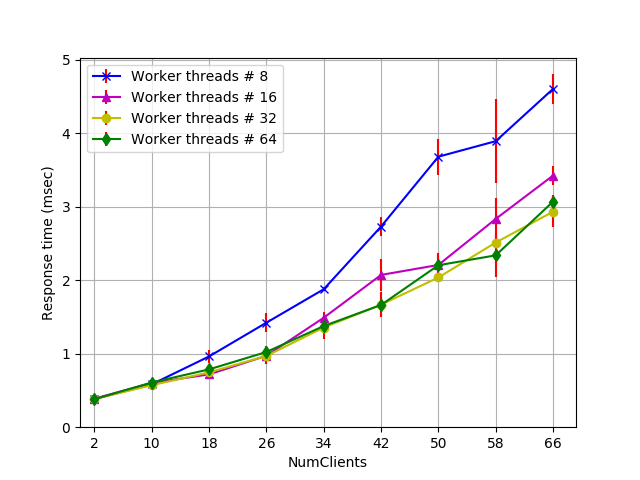 5
4
3
2
1
0
Response time (msec)
Worker threads # 8
Worker threads # 16
Worker threads # 32
Worker threads # 64
2 10 18 26 34 42 50 58 66
NumClients